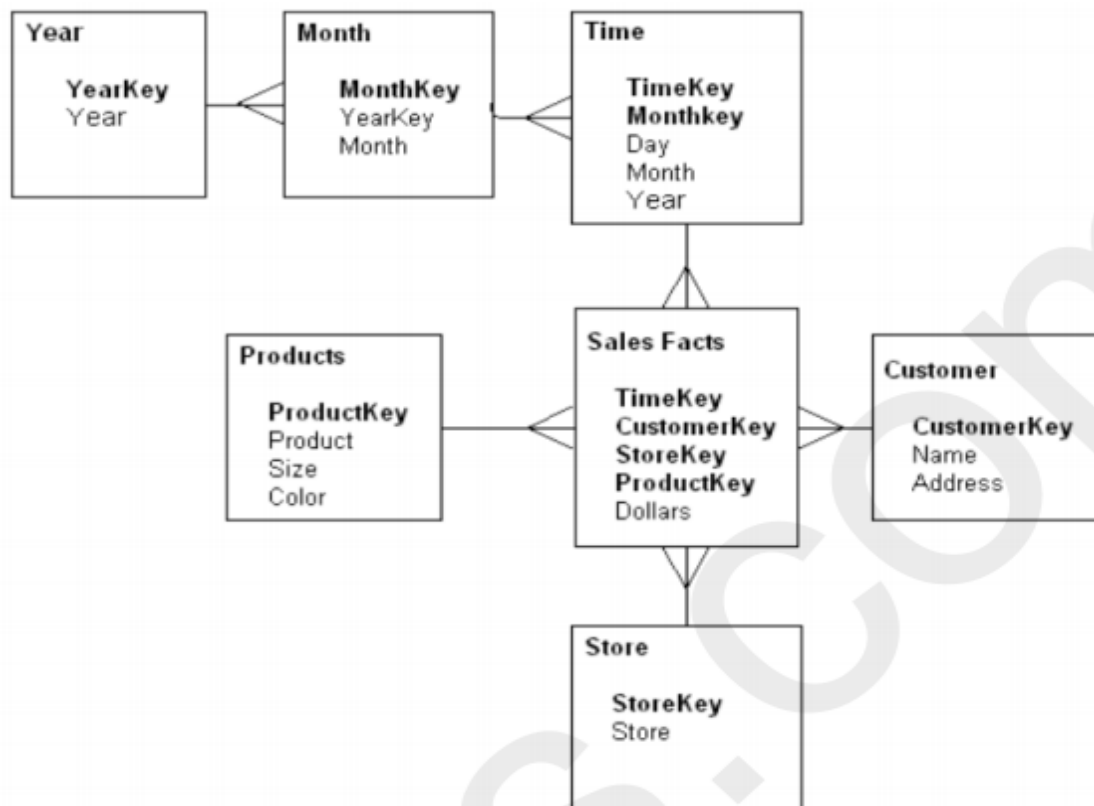 Year
YearKey
Year
Month
MonthKey
YearKey
Month
Time
TimeKey
Monthkey
Day
Month
Year
Products
ProductKey
Product
Size
Color
Sales Facts
TimeKey
CustomerKey
StoreKey
ProductKey
Dollars
Customer
CustomerKey
Name
Address
Store
StoreKey
Store
s.com